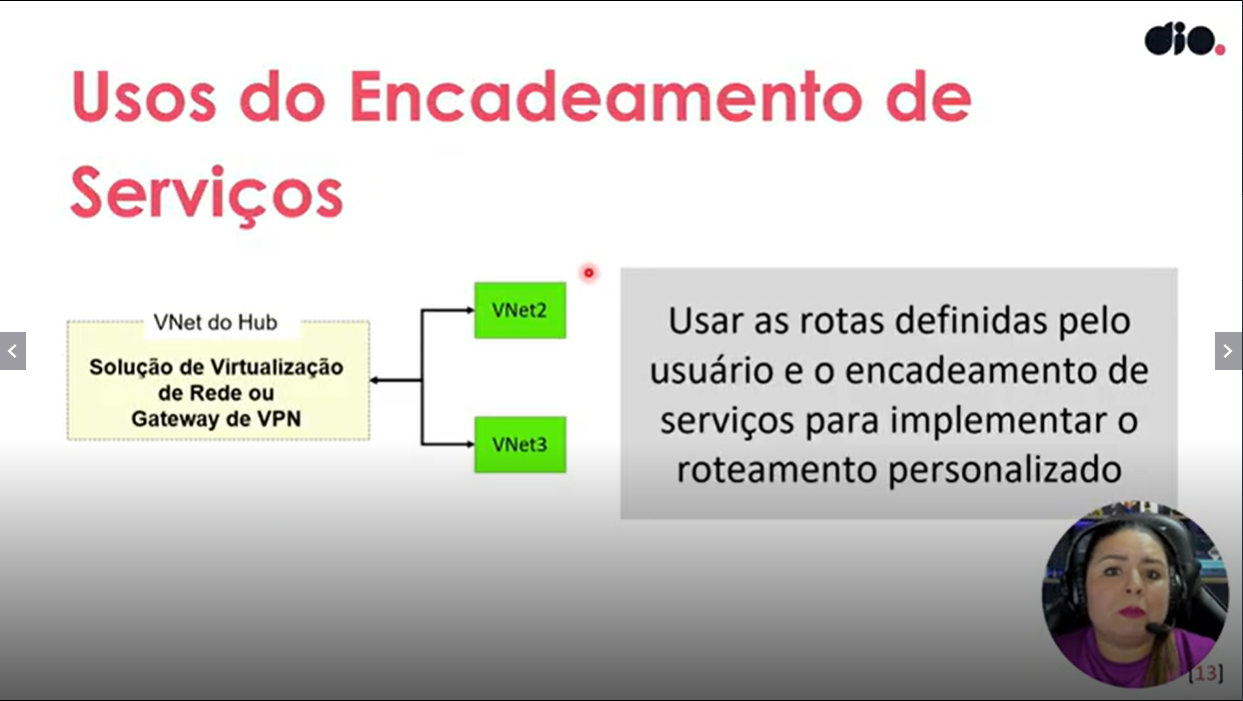 dio.
Usos do Encadeamento de
Serviços
VNet do Hub
Solução de Virtualização
de Rede ou
Gateway de VPN
VNet2
VNet3
Usar as rotas definidas pelo
usuário e o encadeamento de
serviços para implementar o
roteamento personalizado
[13]